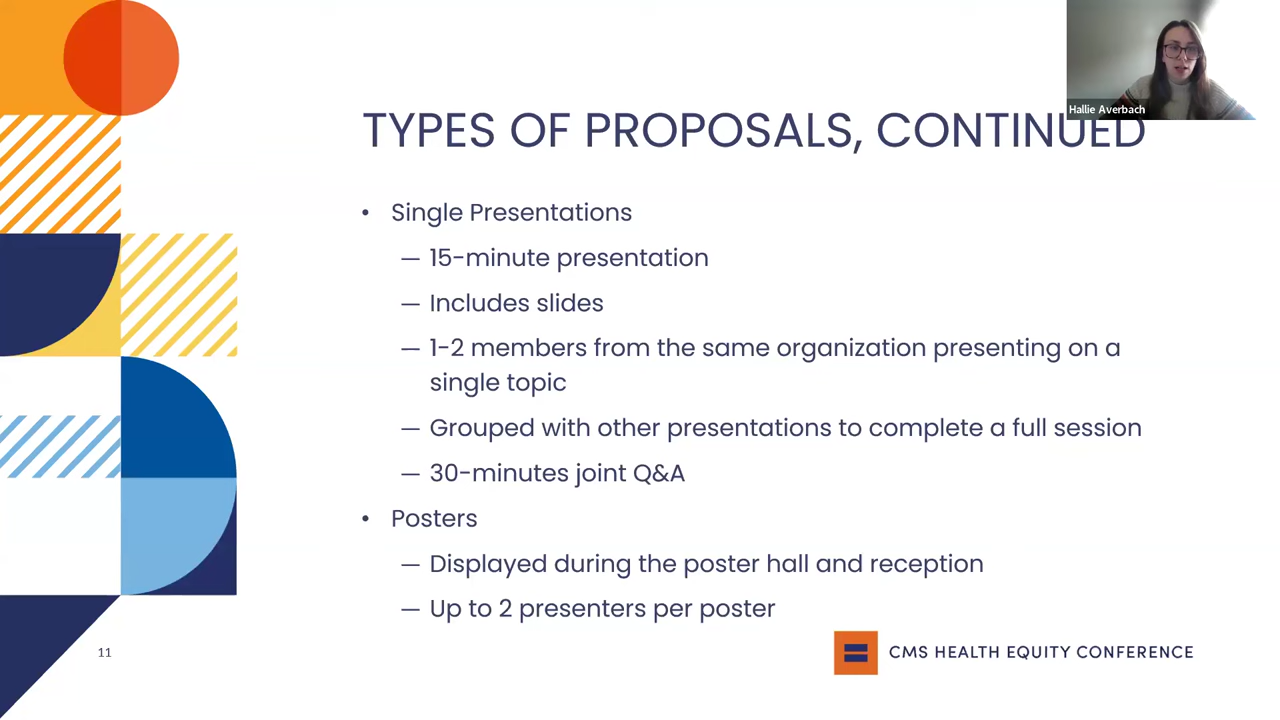 Hallie Averbach
TYPES OF PROPOSALS, CONTINUED
• Single Presentations
— 15-minute presentation
— Includes slides
— 1-2 members from the same organization presenting on a
single topic
— Grouped with other presentations to complete a full session
— 30-minutes joint Q&A
• Posters
— Displayed during the poster hall and reception
— Up to 2 presenters per poster
11
CMS HEALTH EQUITY CONFERENCE